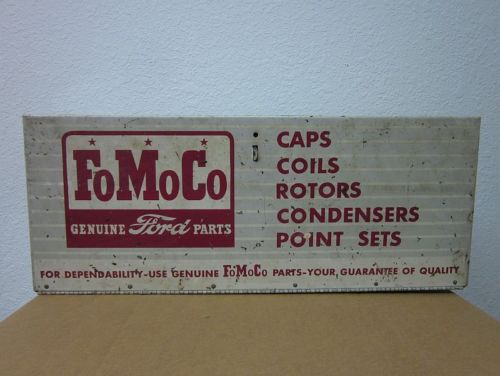 FoMoCo
GENUINE Ford PARTS
CAPS
COILS
ROTORS
CONDENSERS
POINT SETS
FOR DEPENDABILITY-USE GENUINE FoMoCo PARTS-YOUR GUARANTEE OF QUALITY